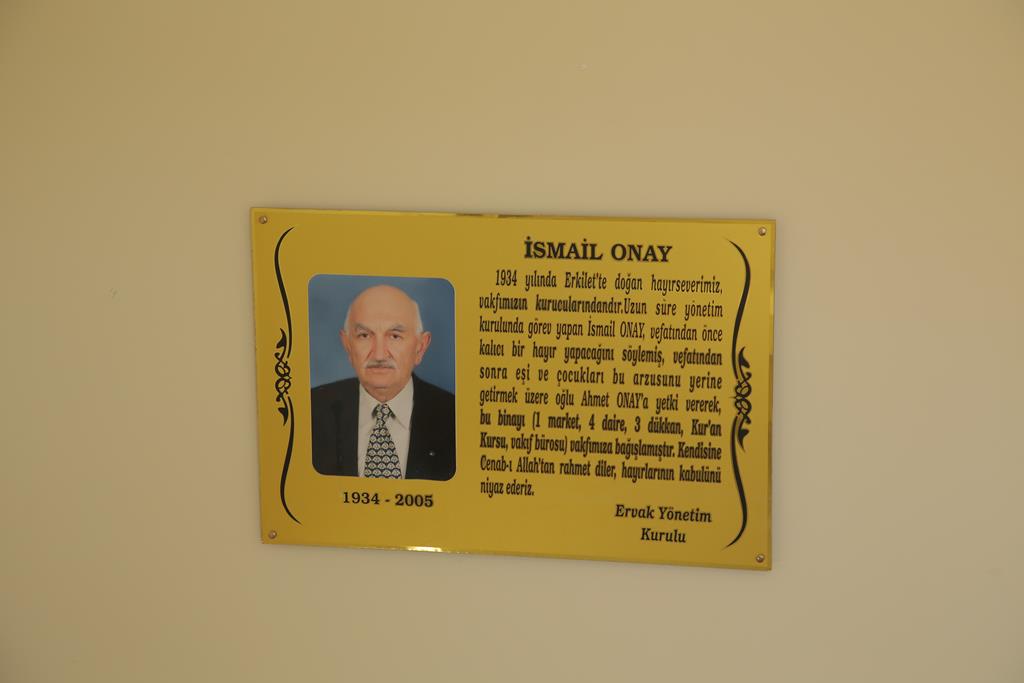 İSMAİL ONAY
1934 yılında Erkilet'te doğan hayırseverimiz,
vakfımızın kurucularındandır.Uzun süre yönetim
kurulunda görev yapan İsmail ONAY, vefatından önce
kalıcı bir hayır yapacağını söylemiş, vefatından
sonra eşi ve çocukları bu arzusunu yerine
getirmek üzere oğlu Ahmet ONAY'a yetki vererek,
bu binayı (1 market, 4 daire, 3 dükkan, Kur'an
Kursu, vakıf bürosu) vakfımıza bağışlamıştır. Kendisine
Cenab-ı Allah'tan rahmet diler, hayırlarının kabulünü
niyaz ederiz.
Ervak Yönetim
Kurulu
1934 - 2005